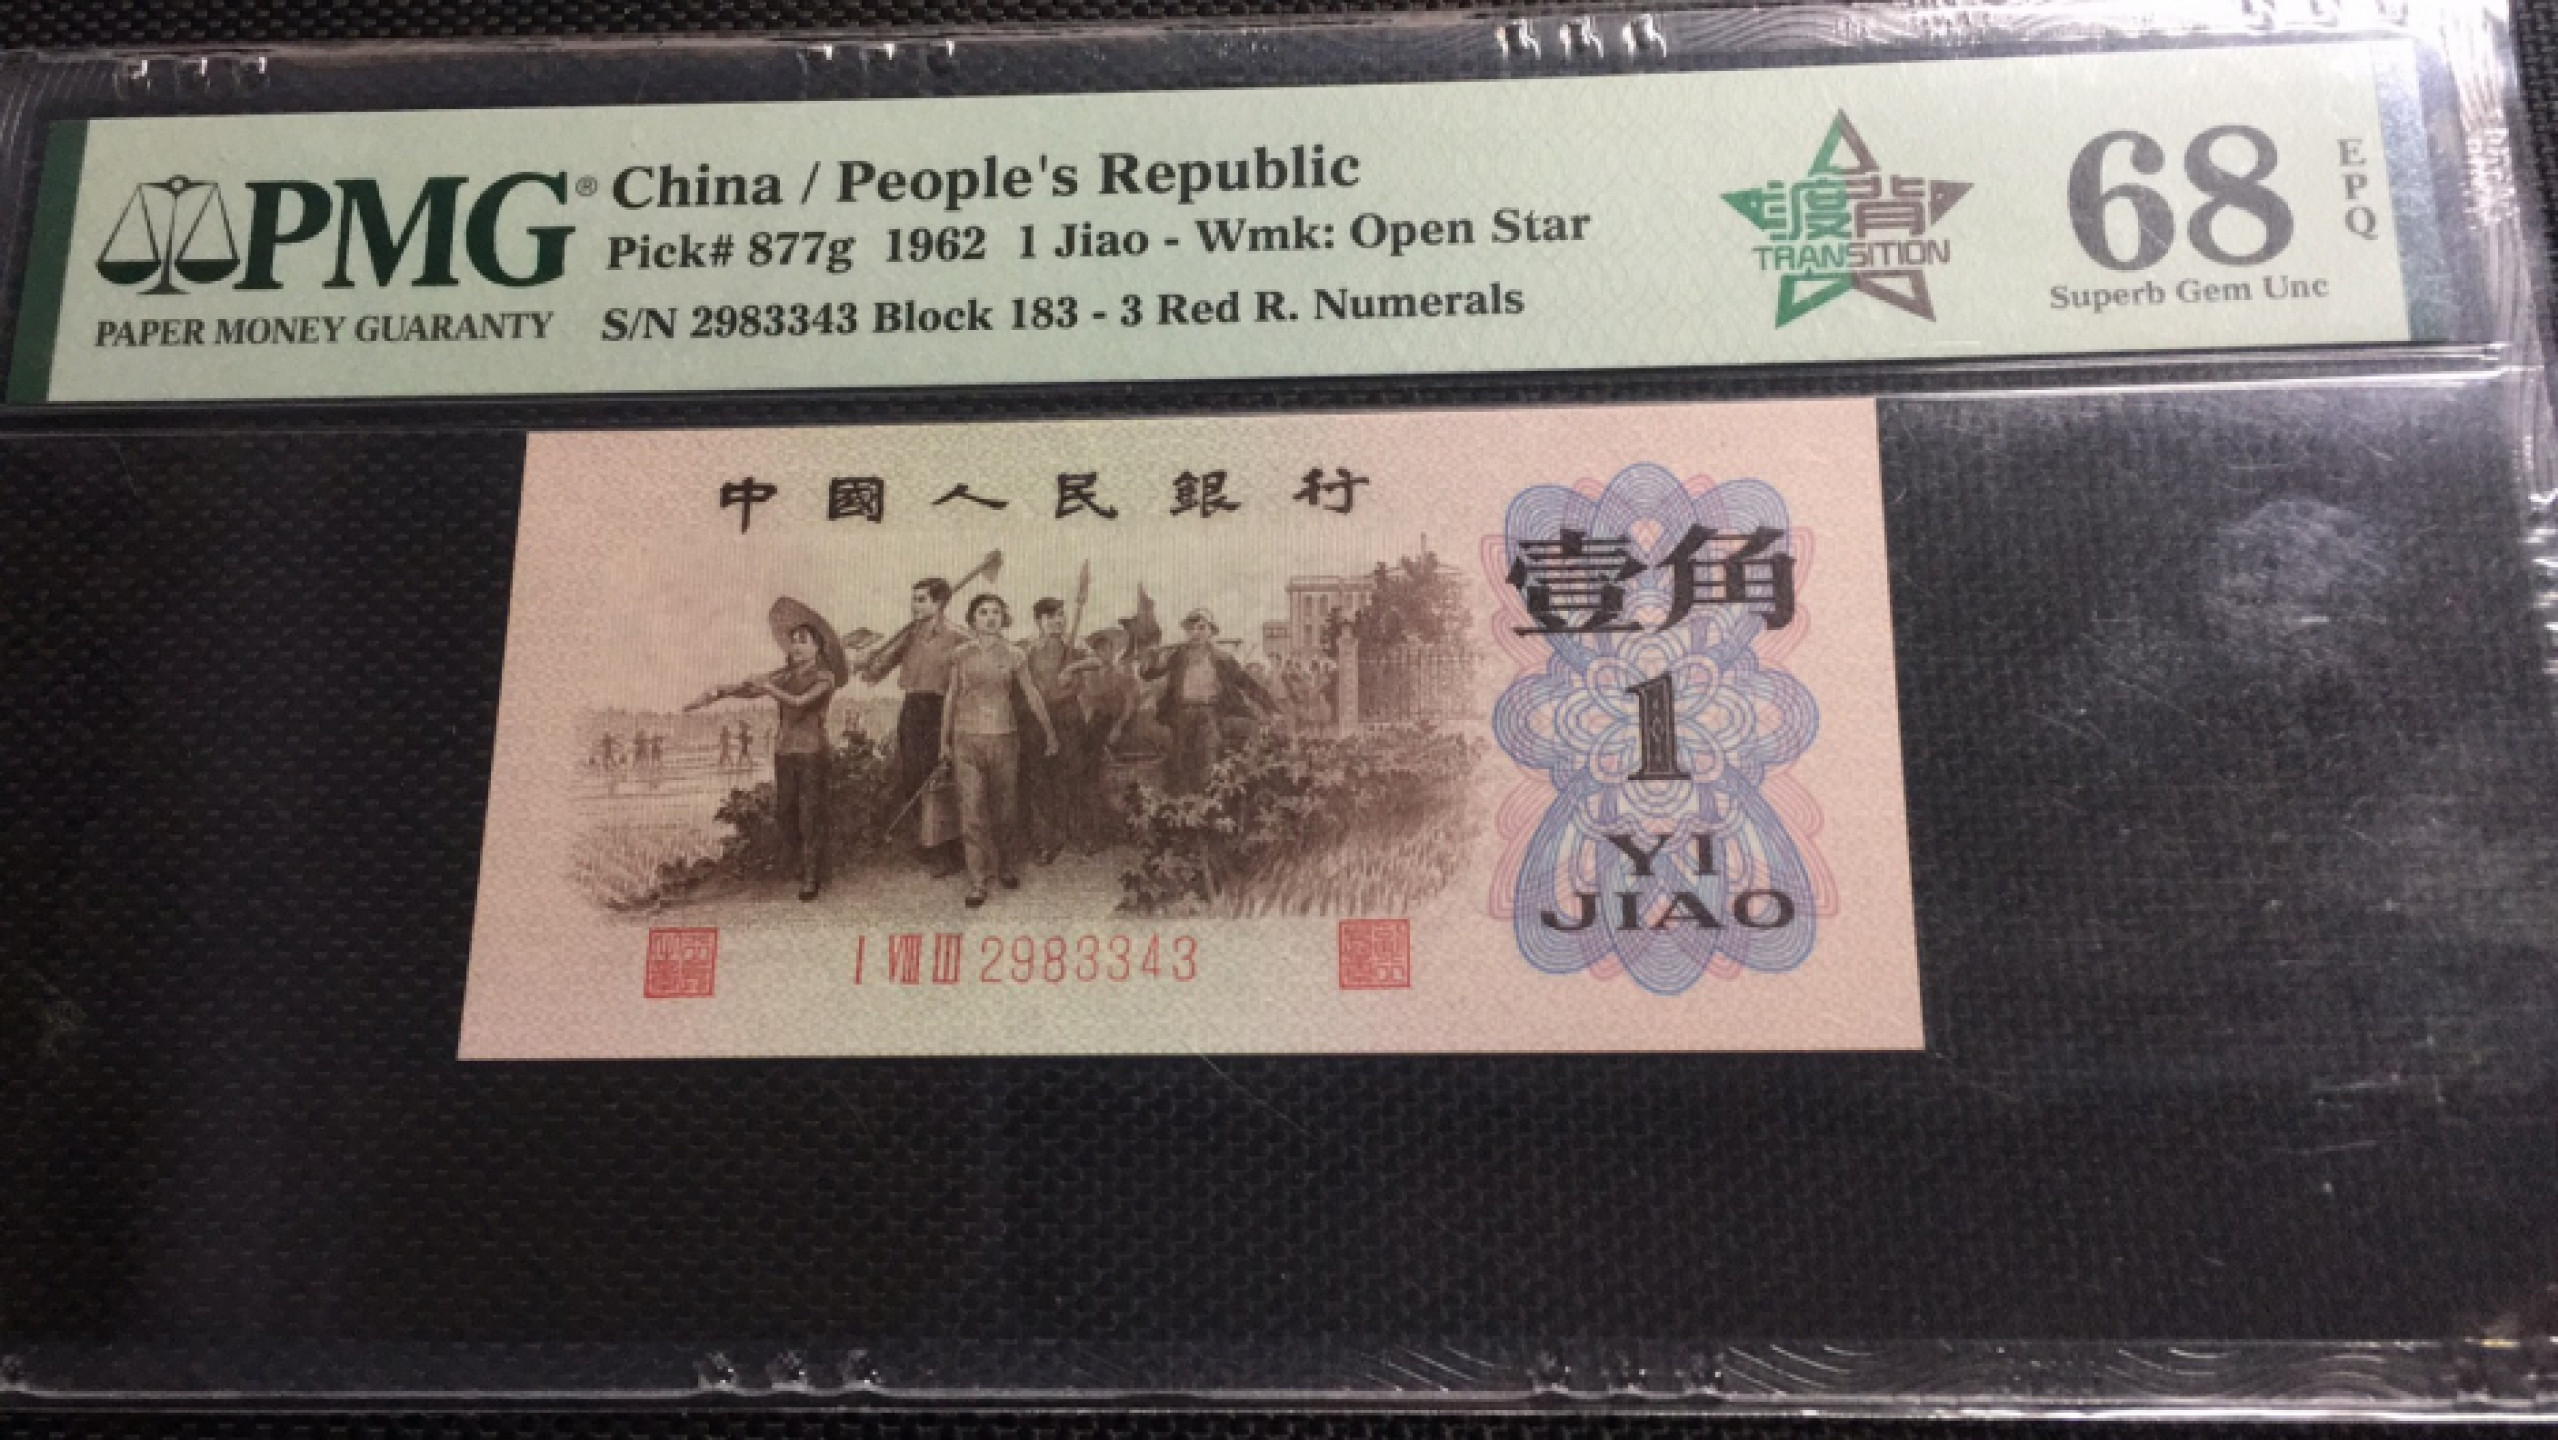 PMG® China / People's Republic
Pick# 877g 1962 1 Jiao - Wmk: Open Star
PAPER MONEY GUARANTY S/N 2983343 Block 183 - 3 Red R. Numerals
渡背
TRANSITION
68 EPQ
Superb Gem Unc
中國人民銀行
壹角
1
YI
JIAO
I VIII III 2983343